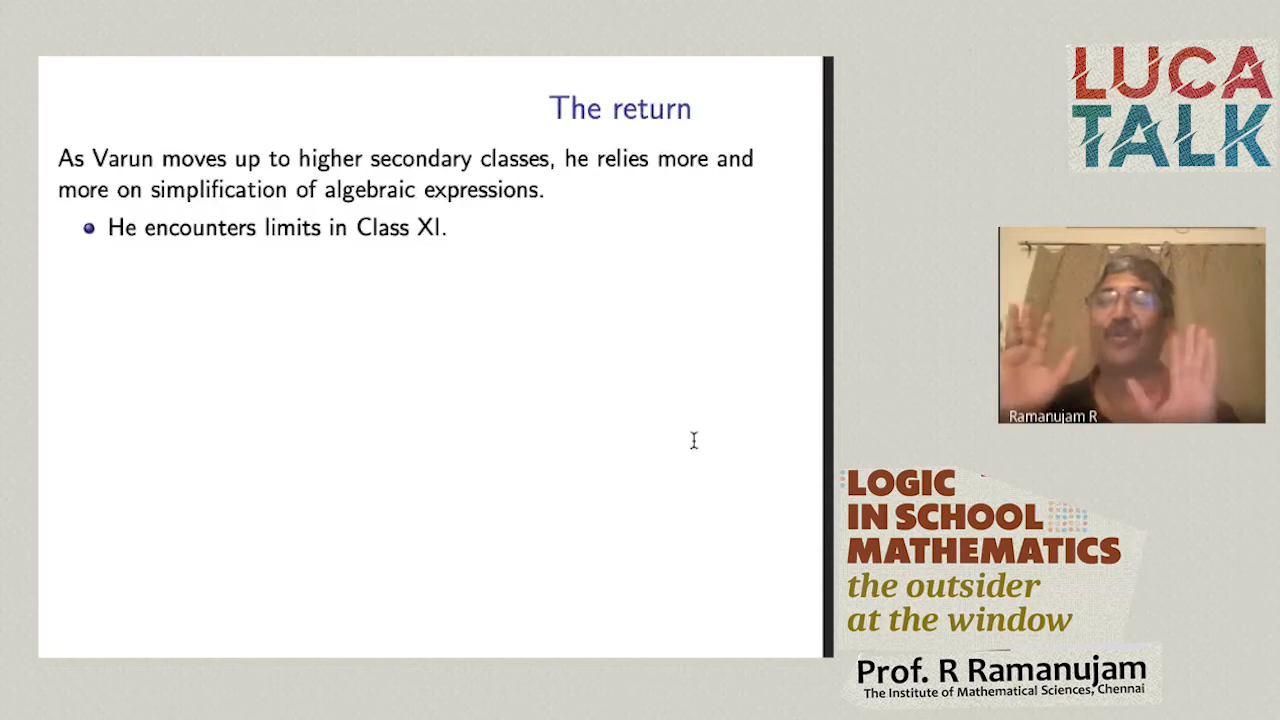 The return
As Varun moves up to higher secondary classes, he relies more and
more on simplification of algebraic expressions.
He encounters limits in Class XI.
LUCA
TALK
Ramanujam R
LOGIC
IN SCHOOL
MATHEMATICS
the outsider
at the window
Prof. R Ramanujam
The Institute of Mathematical Sciences, Chennai